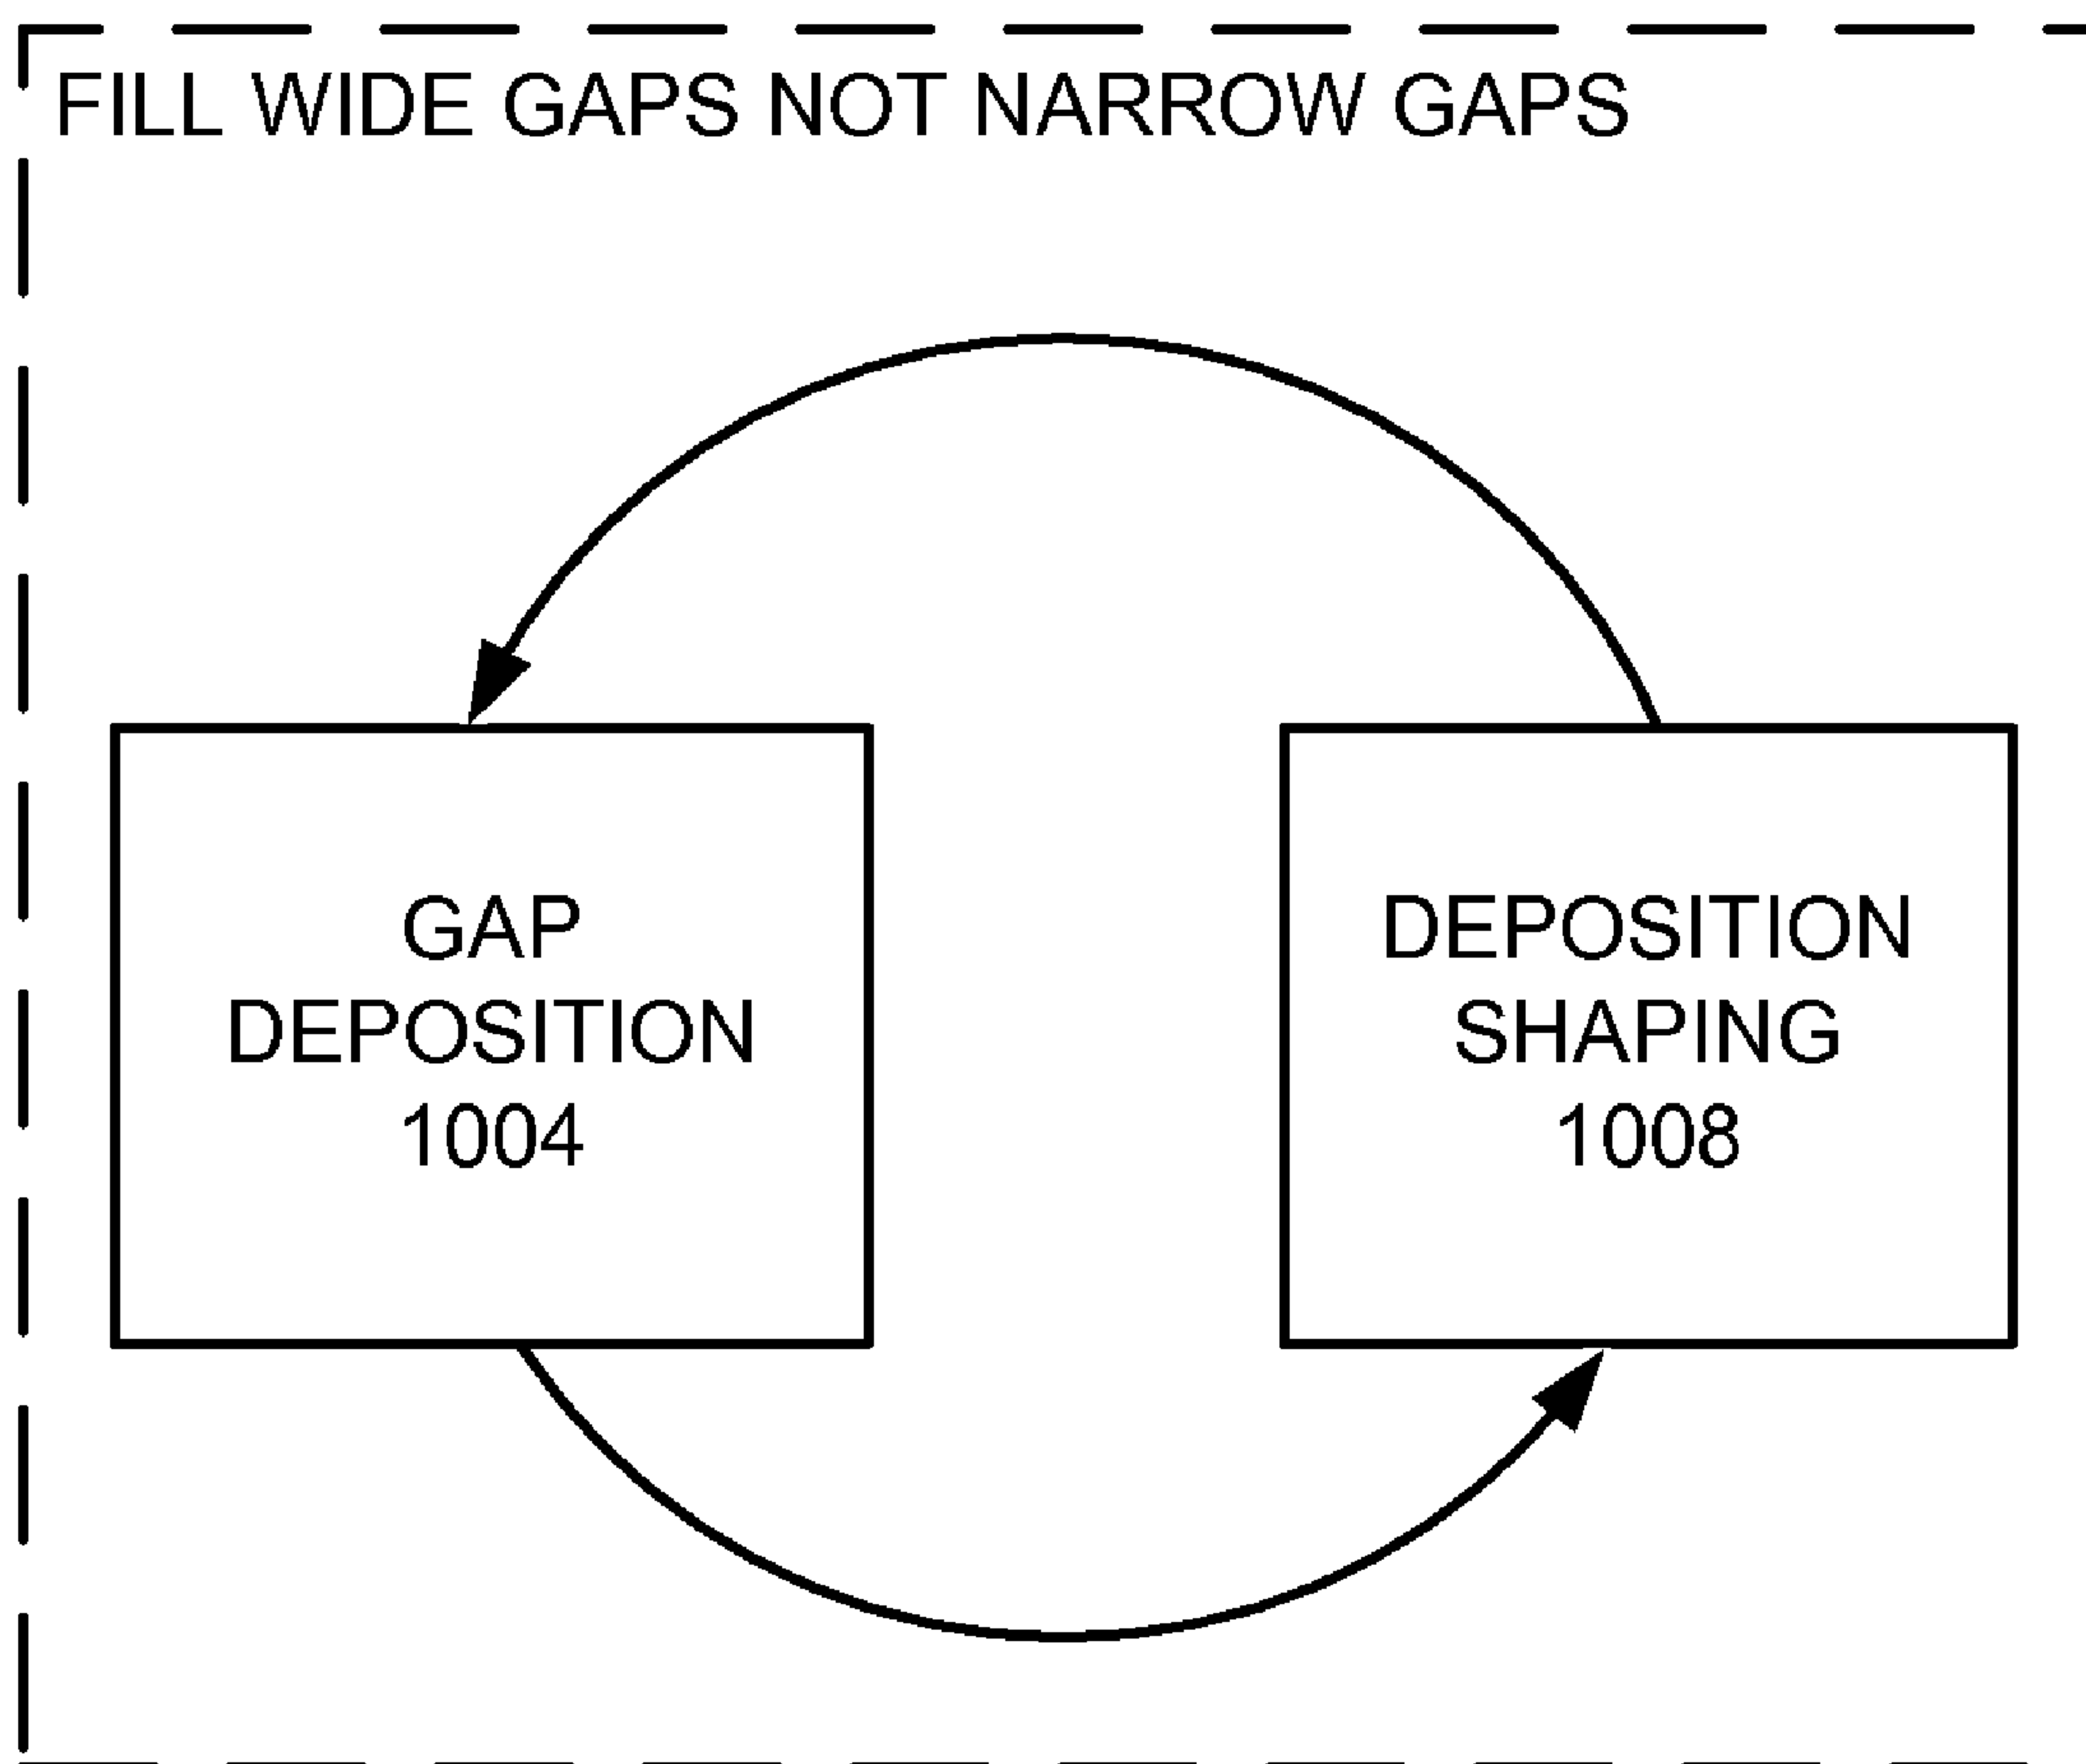 FILL WIDE GAPS NOT NARROW GAPS
GAP
DEPOSITION
1004
DEPOSITION
SHAPING
1008